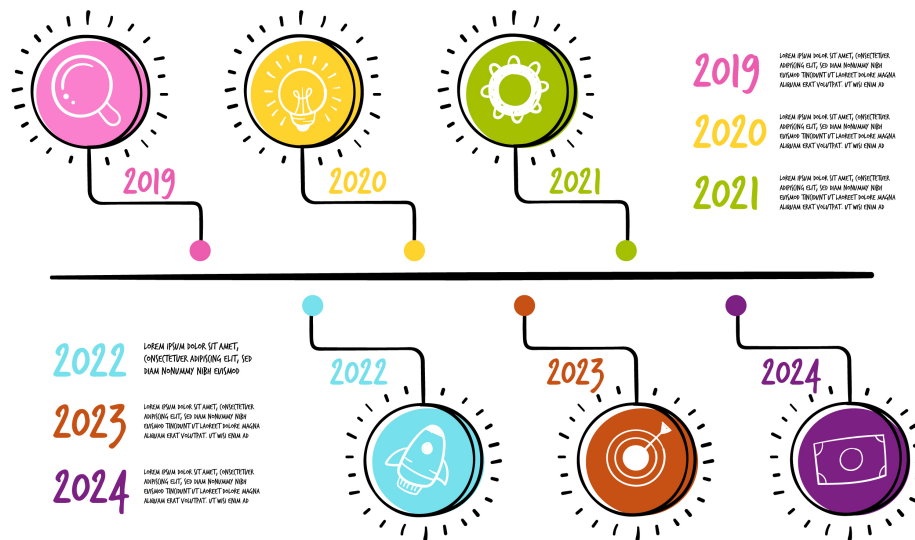 2019
2020
2021
2019
LOREM IPSUM DOLOR SIT AMET, CONSECTETUER
ADIPISCING ELIT, SED DIAM NONUMMY NIBH
EUISMOD TINCIDUNT UT LAOREET DOLORE MAGNA
ALIQUAM ERAT VOLUTPAT. UT WISI ENIM AD
2020
LOREM IPSUM DOLOR SIT AMET, CONSECTETUER
ADIPISCING ELIT, SED DIAM NONUMMY NIBH
EUISMOD TINCIDUNT UT LAOREET DOLORE MAGNA
ALIQUAM ERAT VOLUTPAT. UT WISI ENIM AD
2021
LOREM IPSUM DOLOR SIT AMET, CONSECTETUER
ADIPISCING ELIT, SED DIAM NONUMMY NIBH
EUISMOD TINCIDUNT UT LAOREET DOLORE MAGNA
ALIQUAM ERAT VOLUTPAT. UT WISI ENIM AD
2022
LOREM IPSUM DOLOR SIT AMET,
CONSECTETUER ADIPISCING ELIT, SED
DIAM NONUMMY NIBH EUISMOD
2023
LOREM IPSUM DOLOR SIT AMET, CONSECTETUER
ADIPISCING ELIT, SED DIAM NONUMMY NIBH
EUISMOD TINCIDUNT UT LAOREET DOLORE MAGNA
ALIQUAM ERAT VOLUTPAT. UT WISI ENIM AD
2024
LOREM IPSUM DOLOR SIT AMET, CONSECTETUER
ADIPISCING ELIT, SED DIAM NONUMMY NIBH
EUISMOD TINCIDUNT UT LAOREET DOLORE MAGNA
ALIQUAM ERAT VOLUTPAT. UT WISI ENIM AD
2022
2023
2024